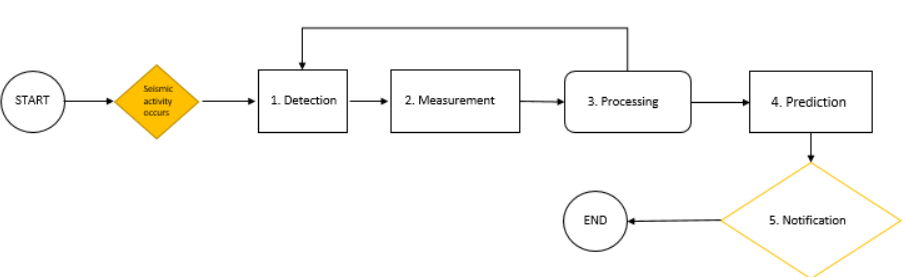 START
Seismic
activity
occurs
1. Detection
2. Measurement
3. Processing
4. Prediction
5. Notification
END